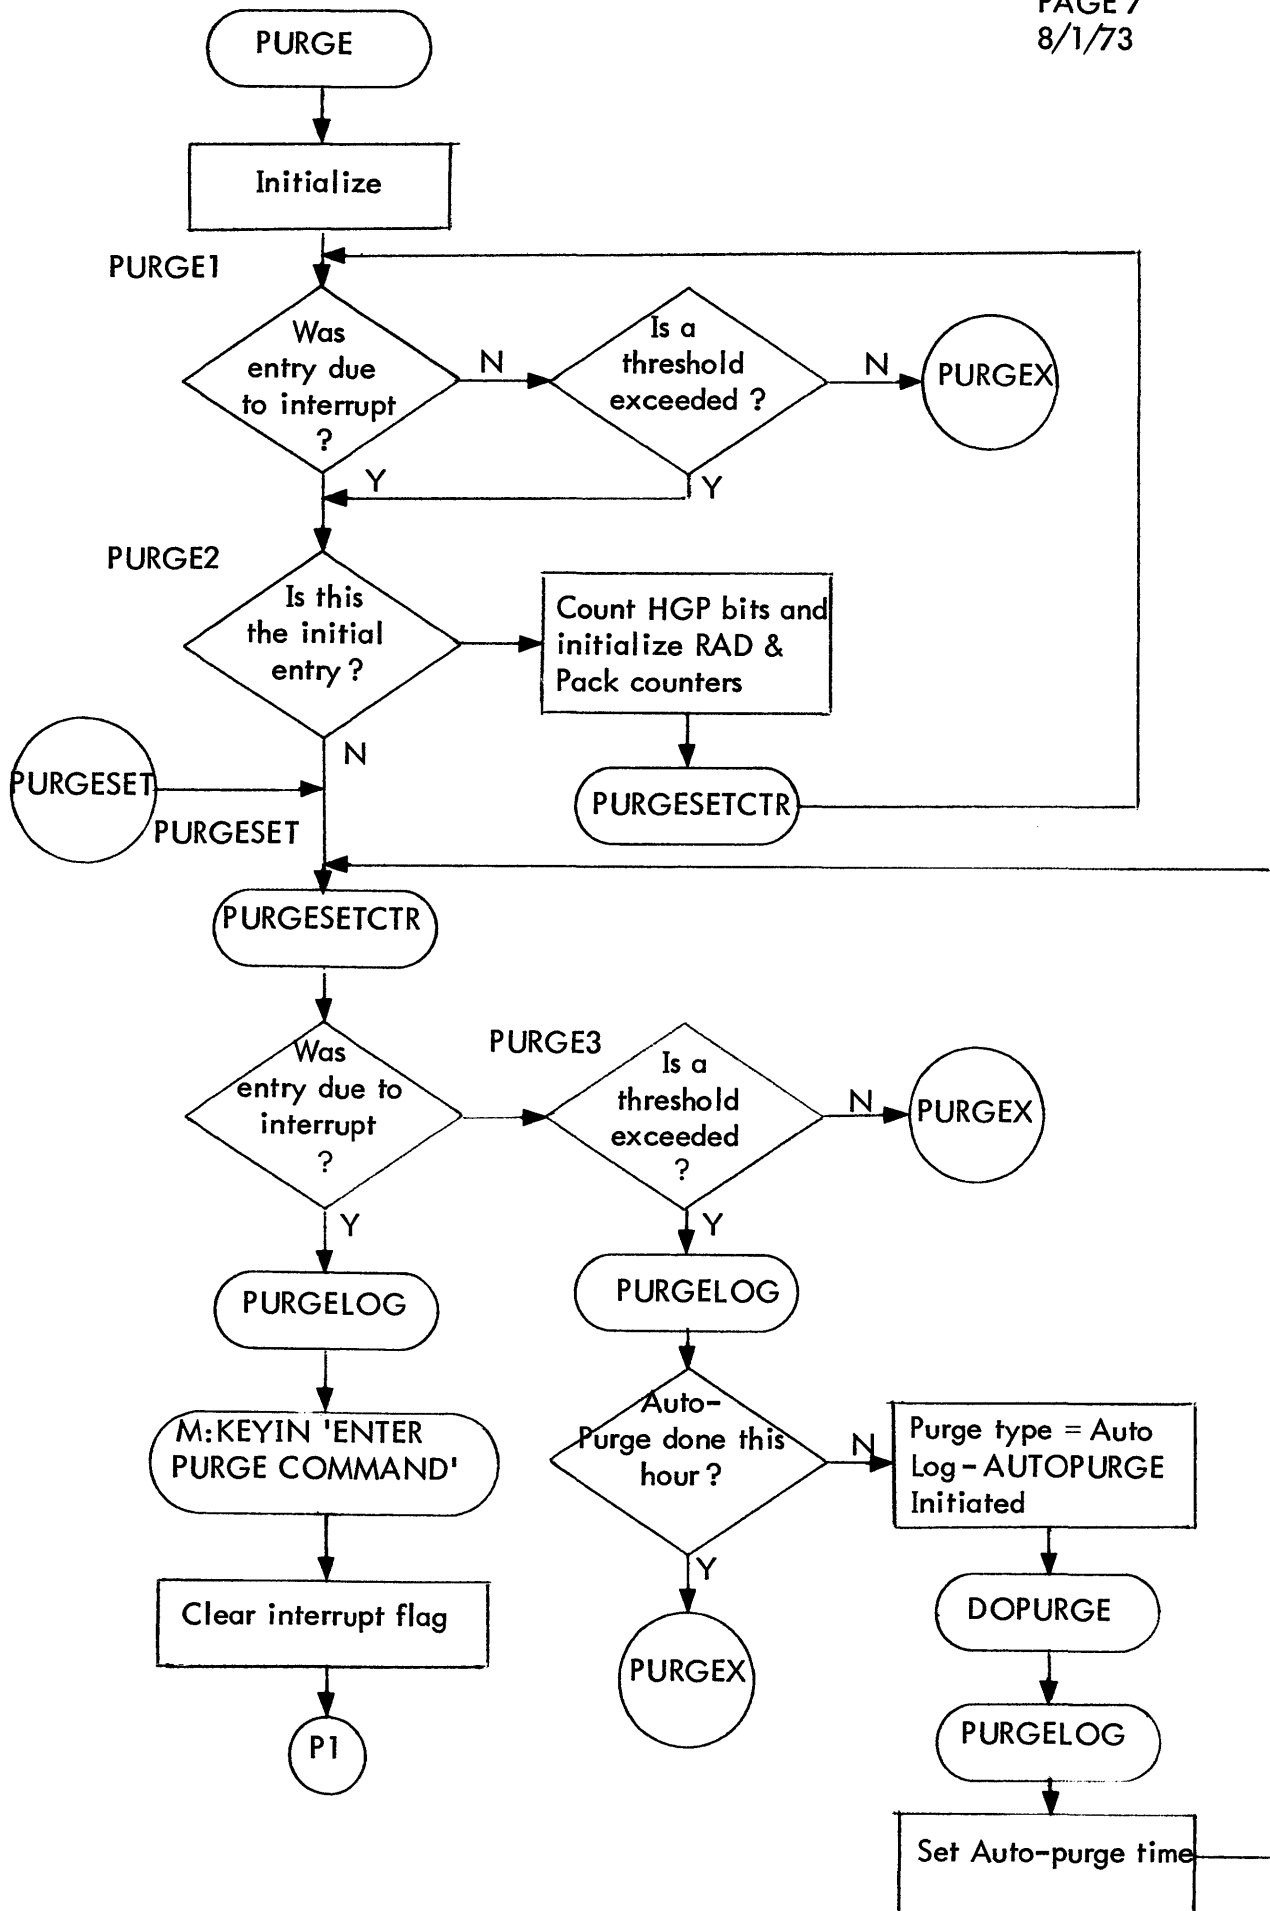 PAGE 7
8/1/73
PURGE
Initialize
PURGE1
Was
entry due
to interrupt
?
N
Is a
threshold
exceeded ?
N
PURGEX
Y
Y
PURGE2
Is this
the initial
entry ?
Count HGP bits and
initialize RAD &
Pack counters
N
PURGESET
PURGESET
PURGESETCTR
PURGESETCTR
Was
entry due to
interrupt
?
PURGE3
Is a
threshold
exceeded
?
N
PURGEX
Y
Y
PURGELOG
PURGELOG
M:KEYIN 'ENTER
PURGE COMMAND'
Auto-
Purge done this
hour ?
N
Purge type = Auto
Log-AUTOPURGE
Initiated
Clear interrupt flag
Y
DOPURGE
PURGEX
P1
PURGELOG
Set Auto-purge time